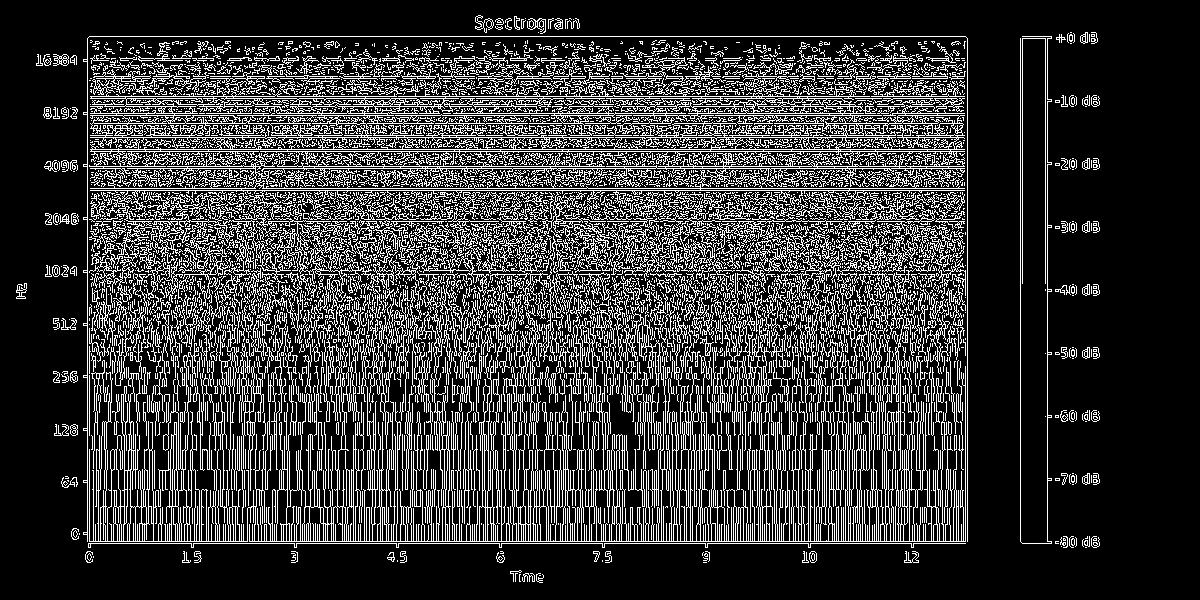 Spectrogram
16384
8192
4096
2048
1024
512
256
128
64
0
Hz
0 1.5 3 4.5 6 7.5 9 10 12
Time
+0 dB
-10 dB
-20 dB
-30 dB
-40 dB
-50 dB
-60 dB
-70 dB
-80 dB